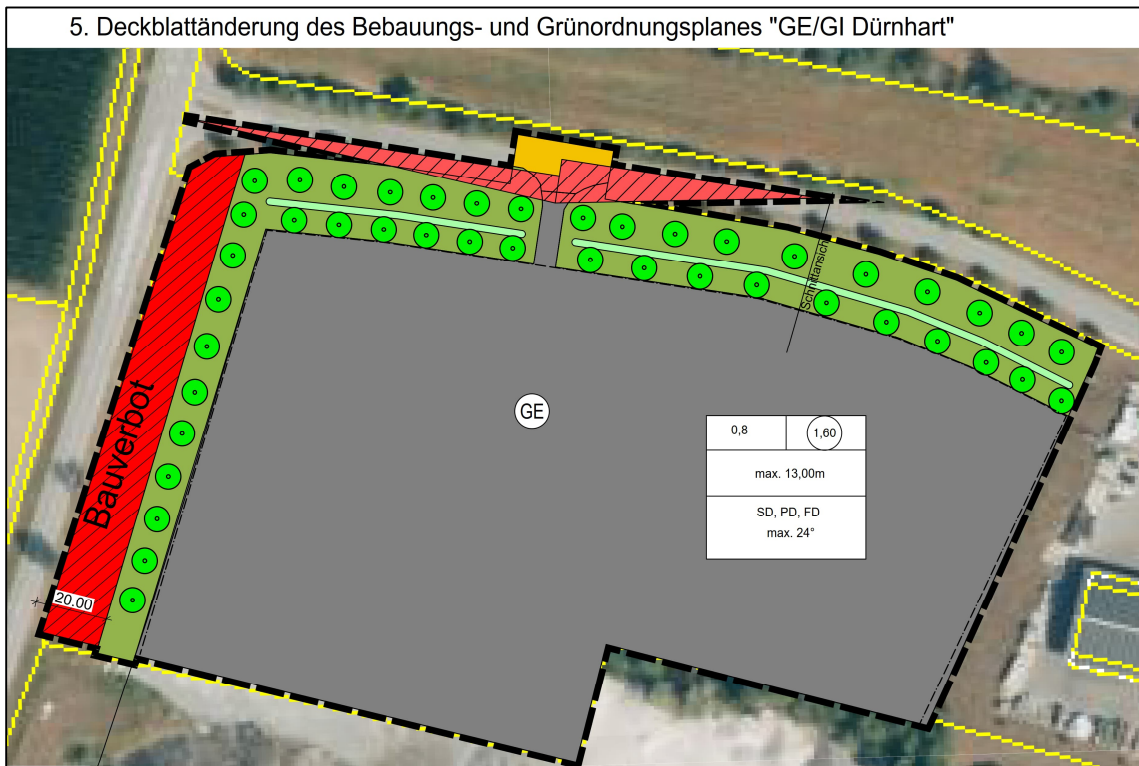 5. Deckblattänderung des Bebauungs- und Grünordnungsplanes "GE/GI Dürnhart"
Schnittansicht
Bauverbot
GE
0,8 1,60
max. 13,00m
SD, PD, FD
max. 24°
20.00